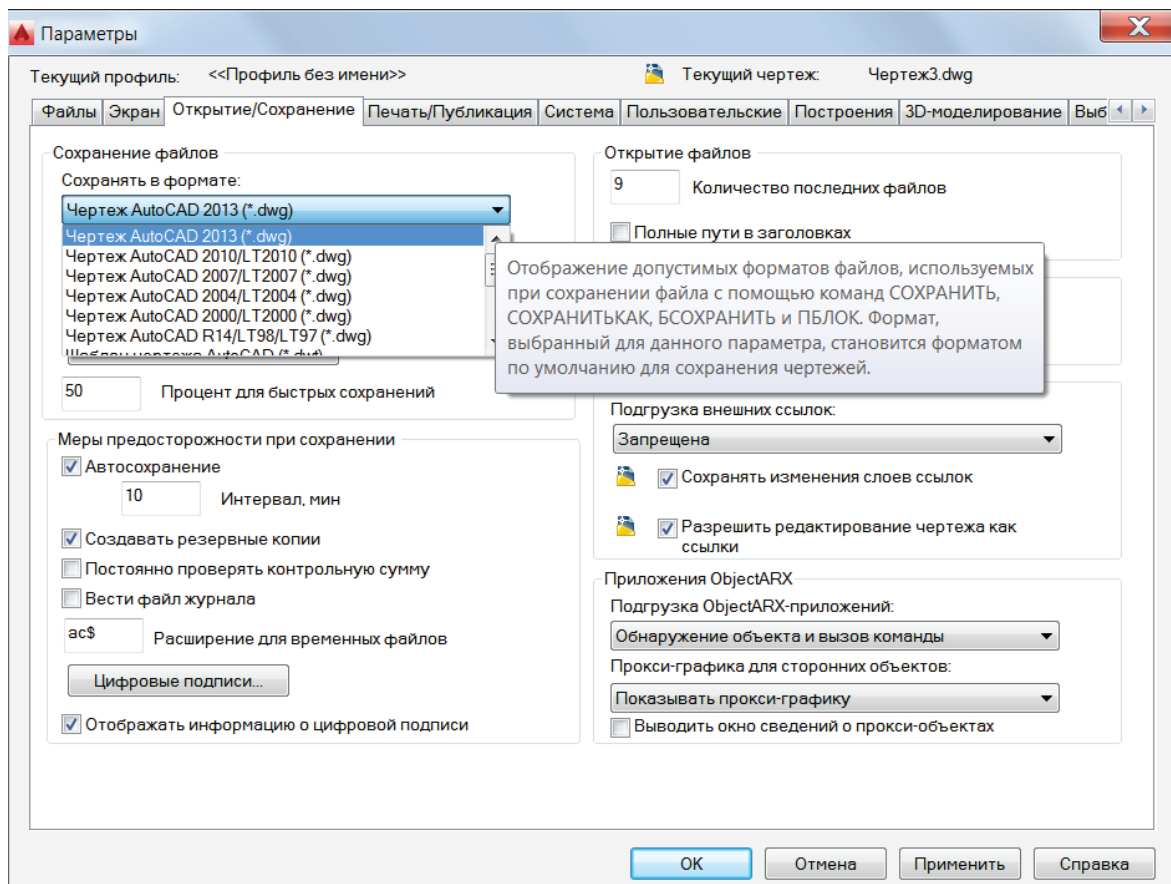 Параметры
Текущий профиль: <<Профиль без имени>>
Текущий чертеж: Чертеж3.dwg
Файлы
Экран
Открытие/Сохранение
Печать/Публикация
Система
Пользовательские
Построения
3D-моделирование
Выб
Сохранение файлов
Сохранять в формате:
Чертеж AutoCAD 2013 (*.dwg)
Чертеж AutoCAD 2013 (*.dwg)
Чертеж AutoCAD 2010/LT2010 (*.dwg)
Чертеж AutoCAD 2007/LT2007 (*.dwg)
Чертеж AutoCAD 2004/LT2004 (*.dwg)
Чертеж AutoCAD 2000/LT2000 (*.dwg)
Чертеж AutoCAD R14/LT98/LT97 (*.dwg)
Шаблон чертежа AutoCAD (*.dwt)
50 Процент для быстрых сохранений
Меры предосторожности при сохранении
Автосохранение
10 Интервал, мин
Создавать резервные копии
Постоянно проверять контрольную сумму
Вести файл журнала
ac$ Расширение для временных файлов
Цифровые подписи...
Отображать информацию о цифровой подписи
Открытие файлов
9 Количество последних файлов
Полные пути в заголовках
Отображение допустимых форматов файлов, используемых
при сохранении файла с помощью команд СОХРАНИТЬ,
СОХРАНИТЬКАК, БСОХРАНИТЬ и ПБЛОК. Формат,
выбранный для данного параметра, становится форматом
по умолчанию для сохранения чертежей.
Подгрузка внешних ссылок:
Запрещена
Сохранять изменения слоев ссылок
Разрешить редактирование чертежа как
ссылки
Приложения ObjectARX
Подгрузка ObjectARX-приложений:
Обнаружение объекта и вызов команды
Прокси-графика для сторонних объектов:
Показывать прокси-графику
Выводить окно сведений о прокси-объектах
OK
Отмена
Применить
Справка